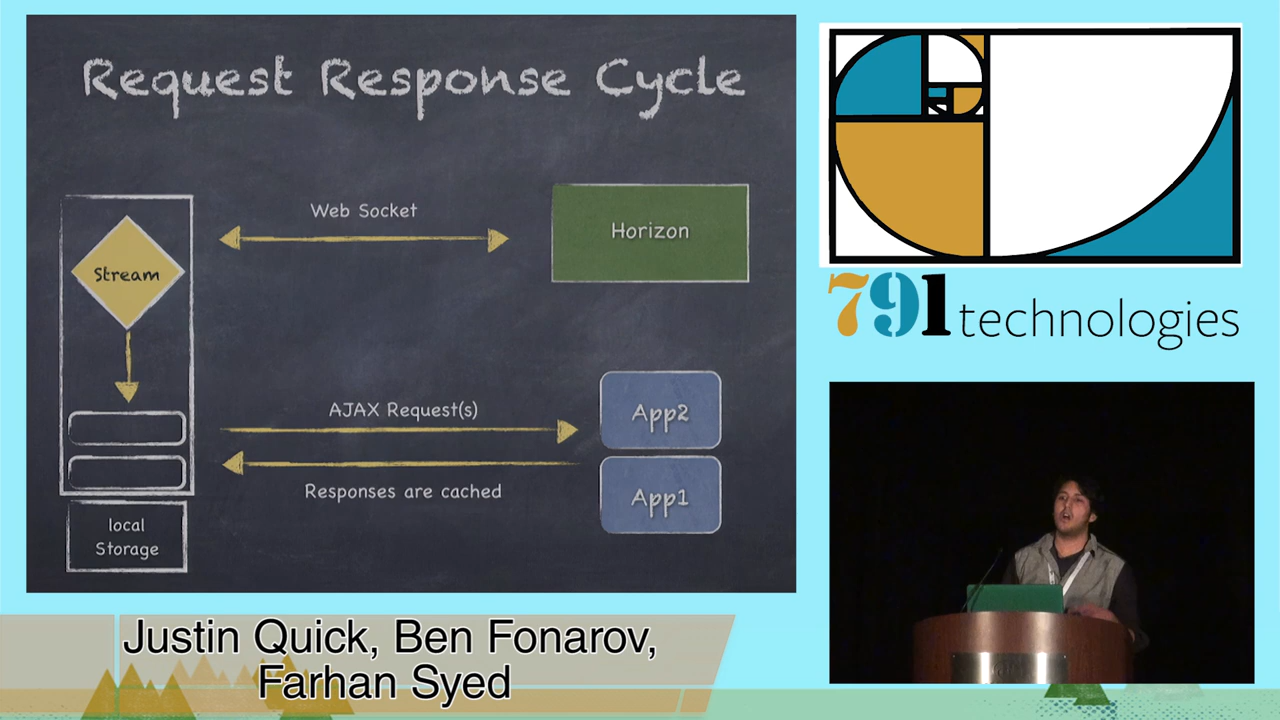 Request Response Cycle
Web Socket
Horizon
Stream
AJAX Request(s)
App2
Responses are cached
App1
local
Storage
791 technologies
Justin Quick, Ben Fonarov,
Farhan Syed